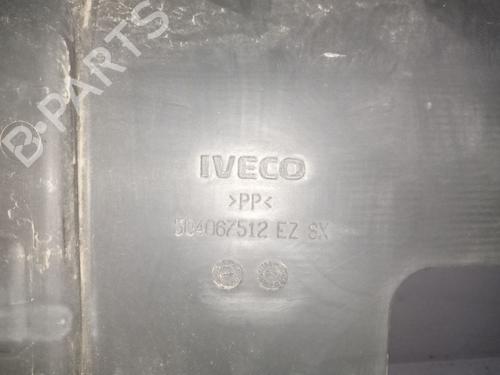 B-PARTS
IVECO
>PP<
504067512 EZ SX